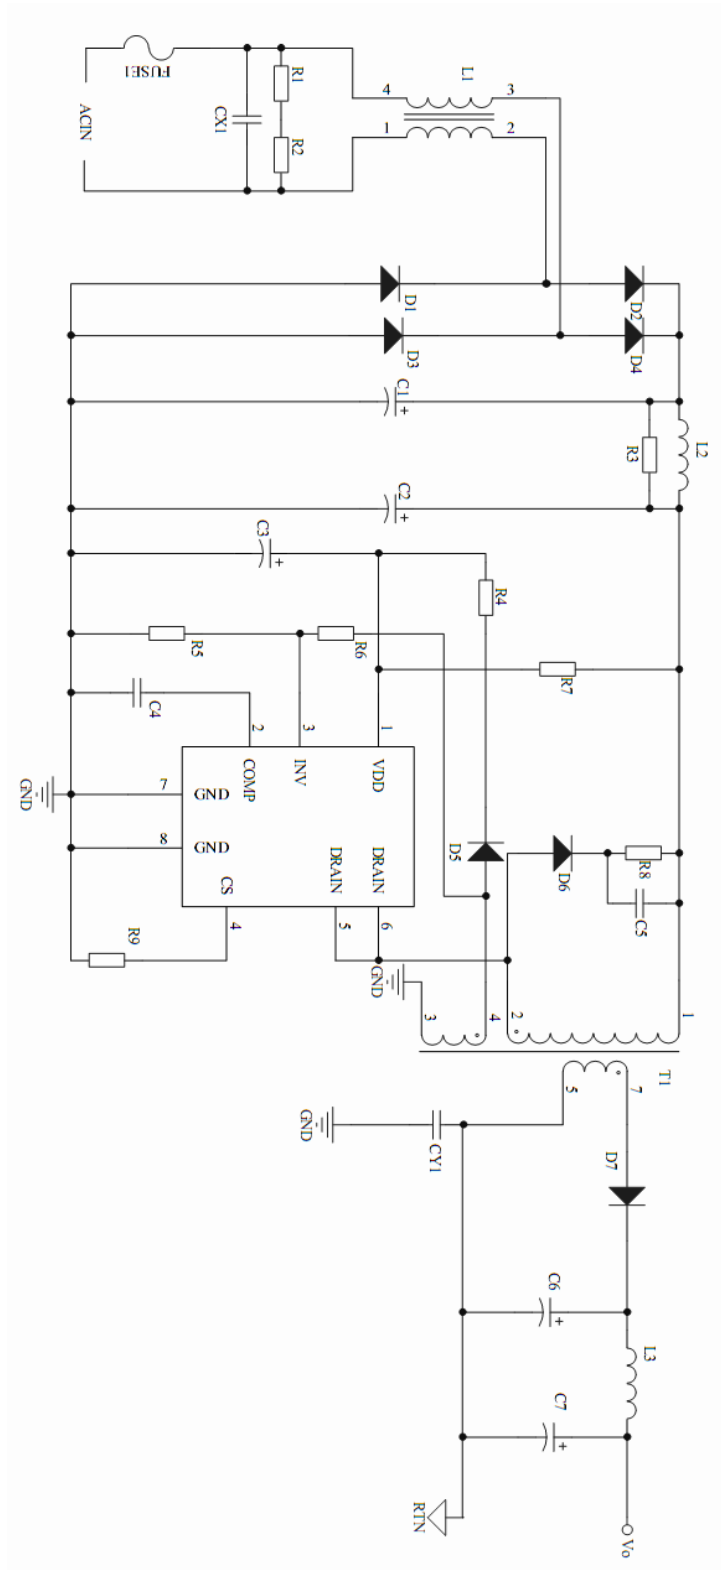 FUSE1
ACIN
CX1
R1
R2
L1
4
3
1
2
D1
D2
D3
D4
C1
+
L2
R3
C2
+
C3
+
R4
R5
R6
R7
C4
2
3
1
COMP
INV
VDD
GND
7
GND
8
GND
CS
DRAIN
DRAIN
4
5
6
R9
D5
D6
R8
C5
GND
3
4
2
1
T1
5
7
GND
CY1
D7
C6
+
L3
C7
+
RTN
Vo